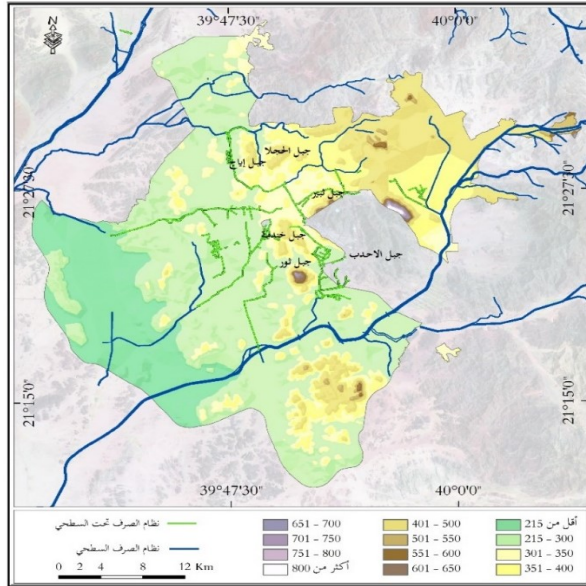 39°47'30" 40°0'0"
N
21°27'30" 21°27'30"
جبل الحجلا
جبل إياج
جبل ثبير
جبل خندمة
جبل الاحدب
جبل ثور
21°15'0" 21°15'0"
39°47'30" 40°0'0"
نظام الصرف تحت السطحي
نظام الصرف السطحي
0 2 4 8 12 Km
651 - 700
701 - 750
751 - 800
أكثر من 800
401 - 500
501 - 550
551 - 600
601 - 650
أقل من 215
215 - 300
301 - 350
351 - 400